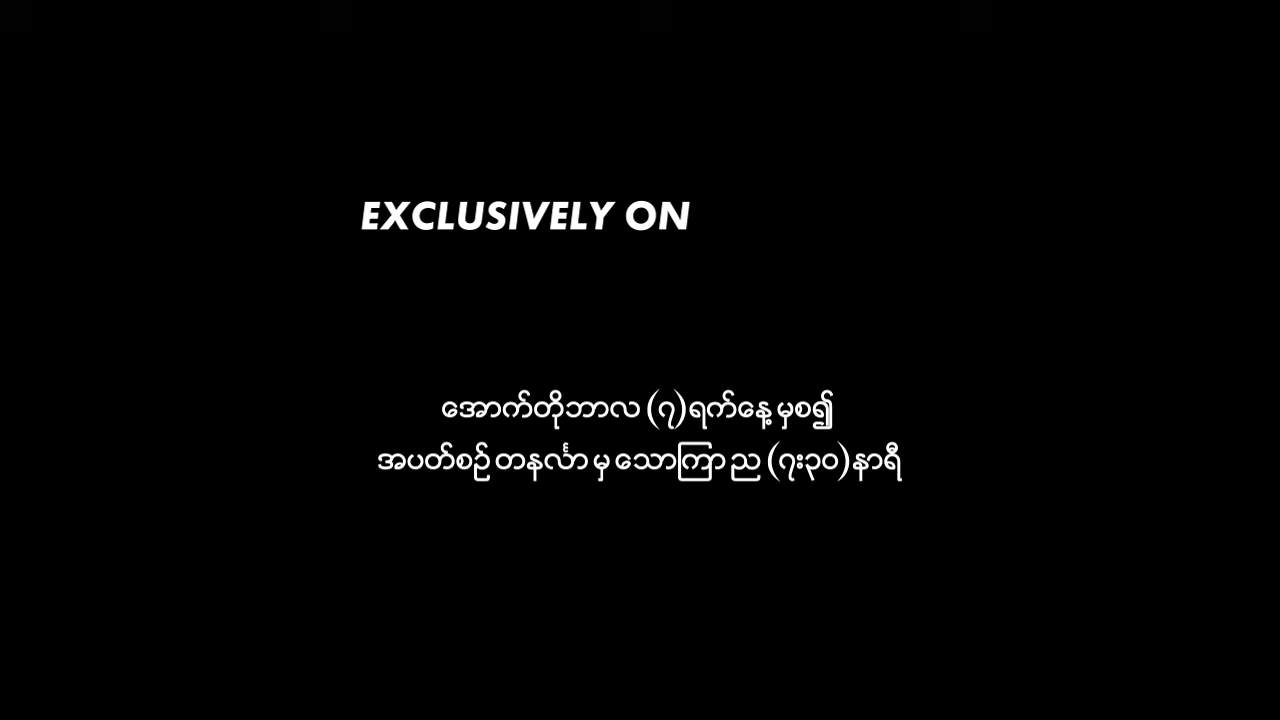 EXCLUSIVELY ON
အောက်တိုဘာလ (၇)ရက်နေ့ မှစ၍
အပတ်စဉ် တနင်္လာ မှ သောကြာ ည (၇း၃၀)နာရီ